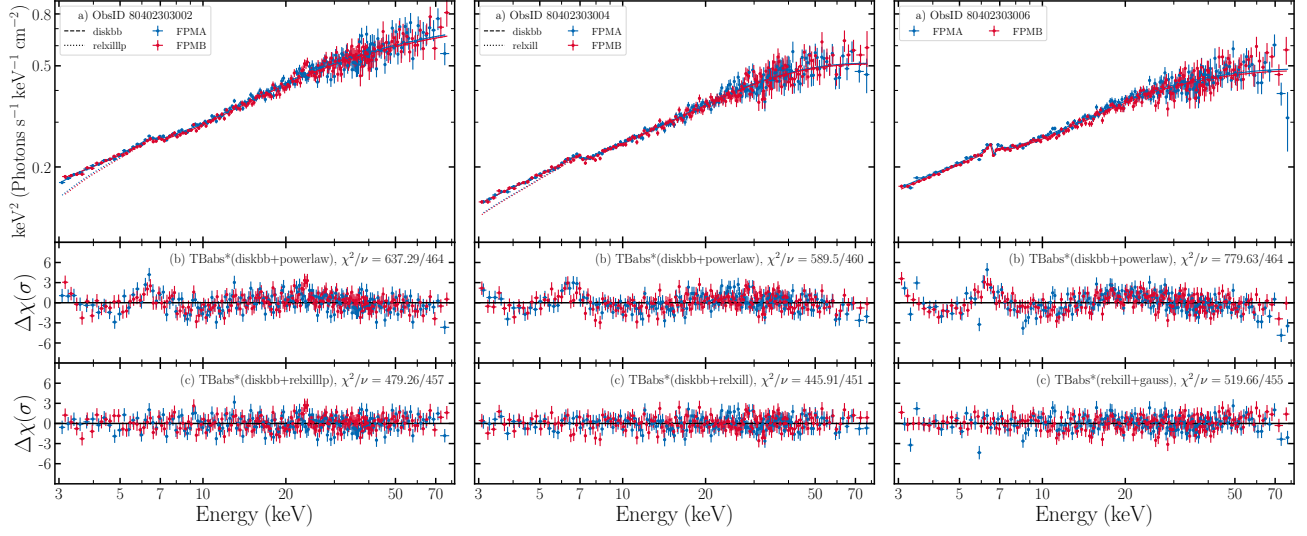 keV² (Photons s⁻¹ keV⁻¹ cm⁻²)
0.8
0.5
0.2
a) ObsID 80402303002
diskbb
relxilllp
FPMA
FPMB
a) ObsID 80402303004
diskbb
relxill
FPMA
FPMB
a) ObsID 80402303006
FPMA
FPMB
Δχ(σ)
6
3
0
-3
-6
(b) TBabs*(diskbb+powerlaw), χ²/ν = 637.29/464
(b) TBabs*(diskbb+powerlaw), χ²/ν = 589.5/460
(b) TBabs*(diskbb+powerlaw), χ²/ν = 779.63/464
Δχ(σ)
6
3
0
-3
-6
(c) TBabs*(diskbb+relxilllp), χ²/ν = 479.26/457
(c) TBabs*(diskbb+relxill), χ²/ν = 445.91/451
(c) TBabs*(relxill+gauss), χ²/ν = 519.66/455
3 5 7 10 20 50 70
3 5 7 10 20 50 70
3 5 7 10 20 50 70
Energy (keV)
Energy (keV)
Energy (keV)